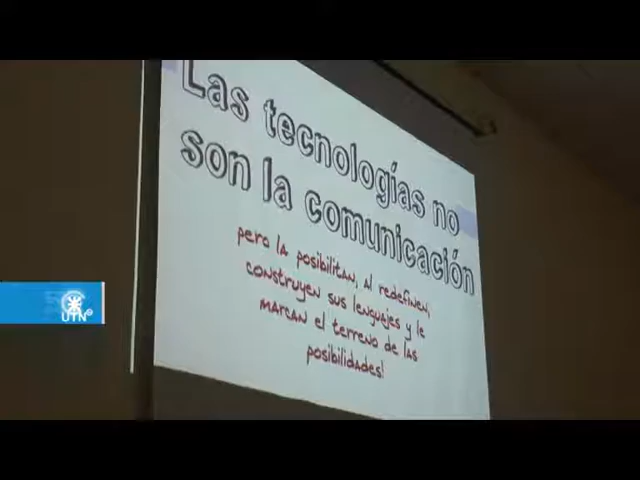 Las tecnologías no
son la comunicación
pero la posibilitan, al redefinen,
construyen sus lenguajes y le
marcan el terreno de las
posibilidades!
UTN